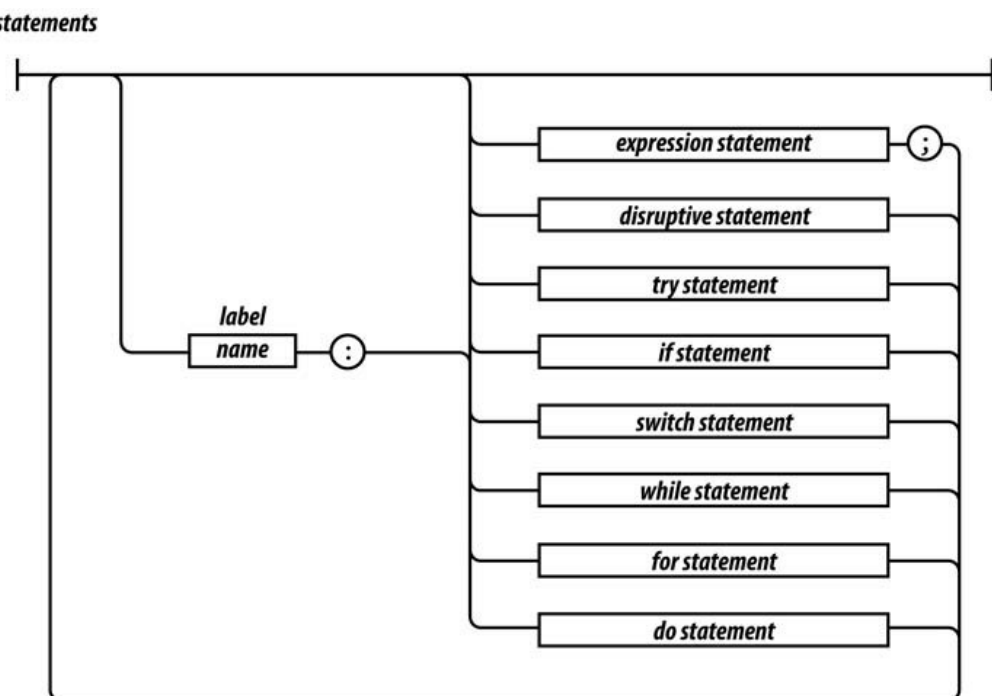 statements
expression statement ;
disruptive statement
try statement
label
name :
if statement
switch statement
while statement
for statement
do statement